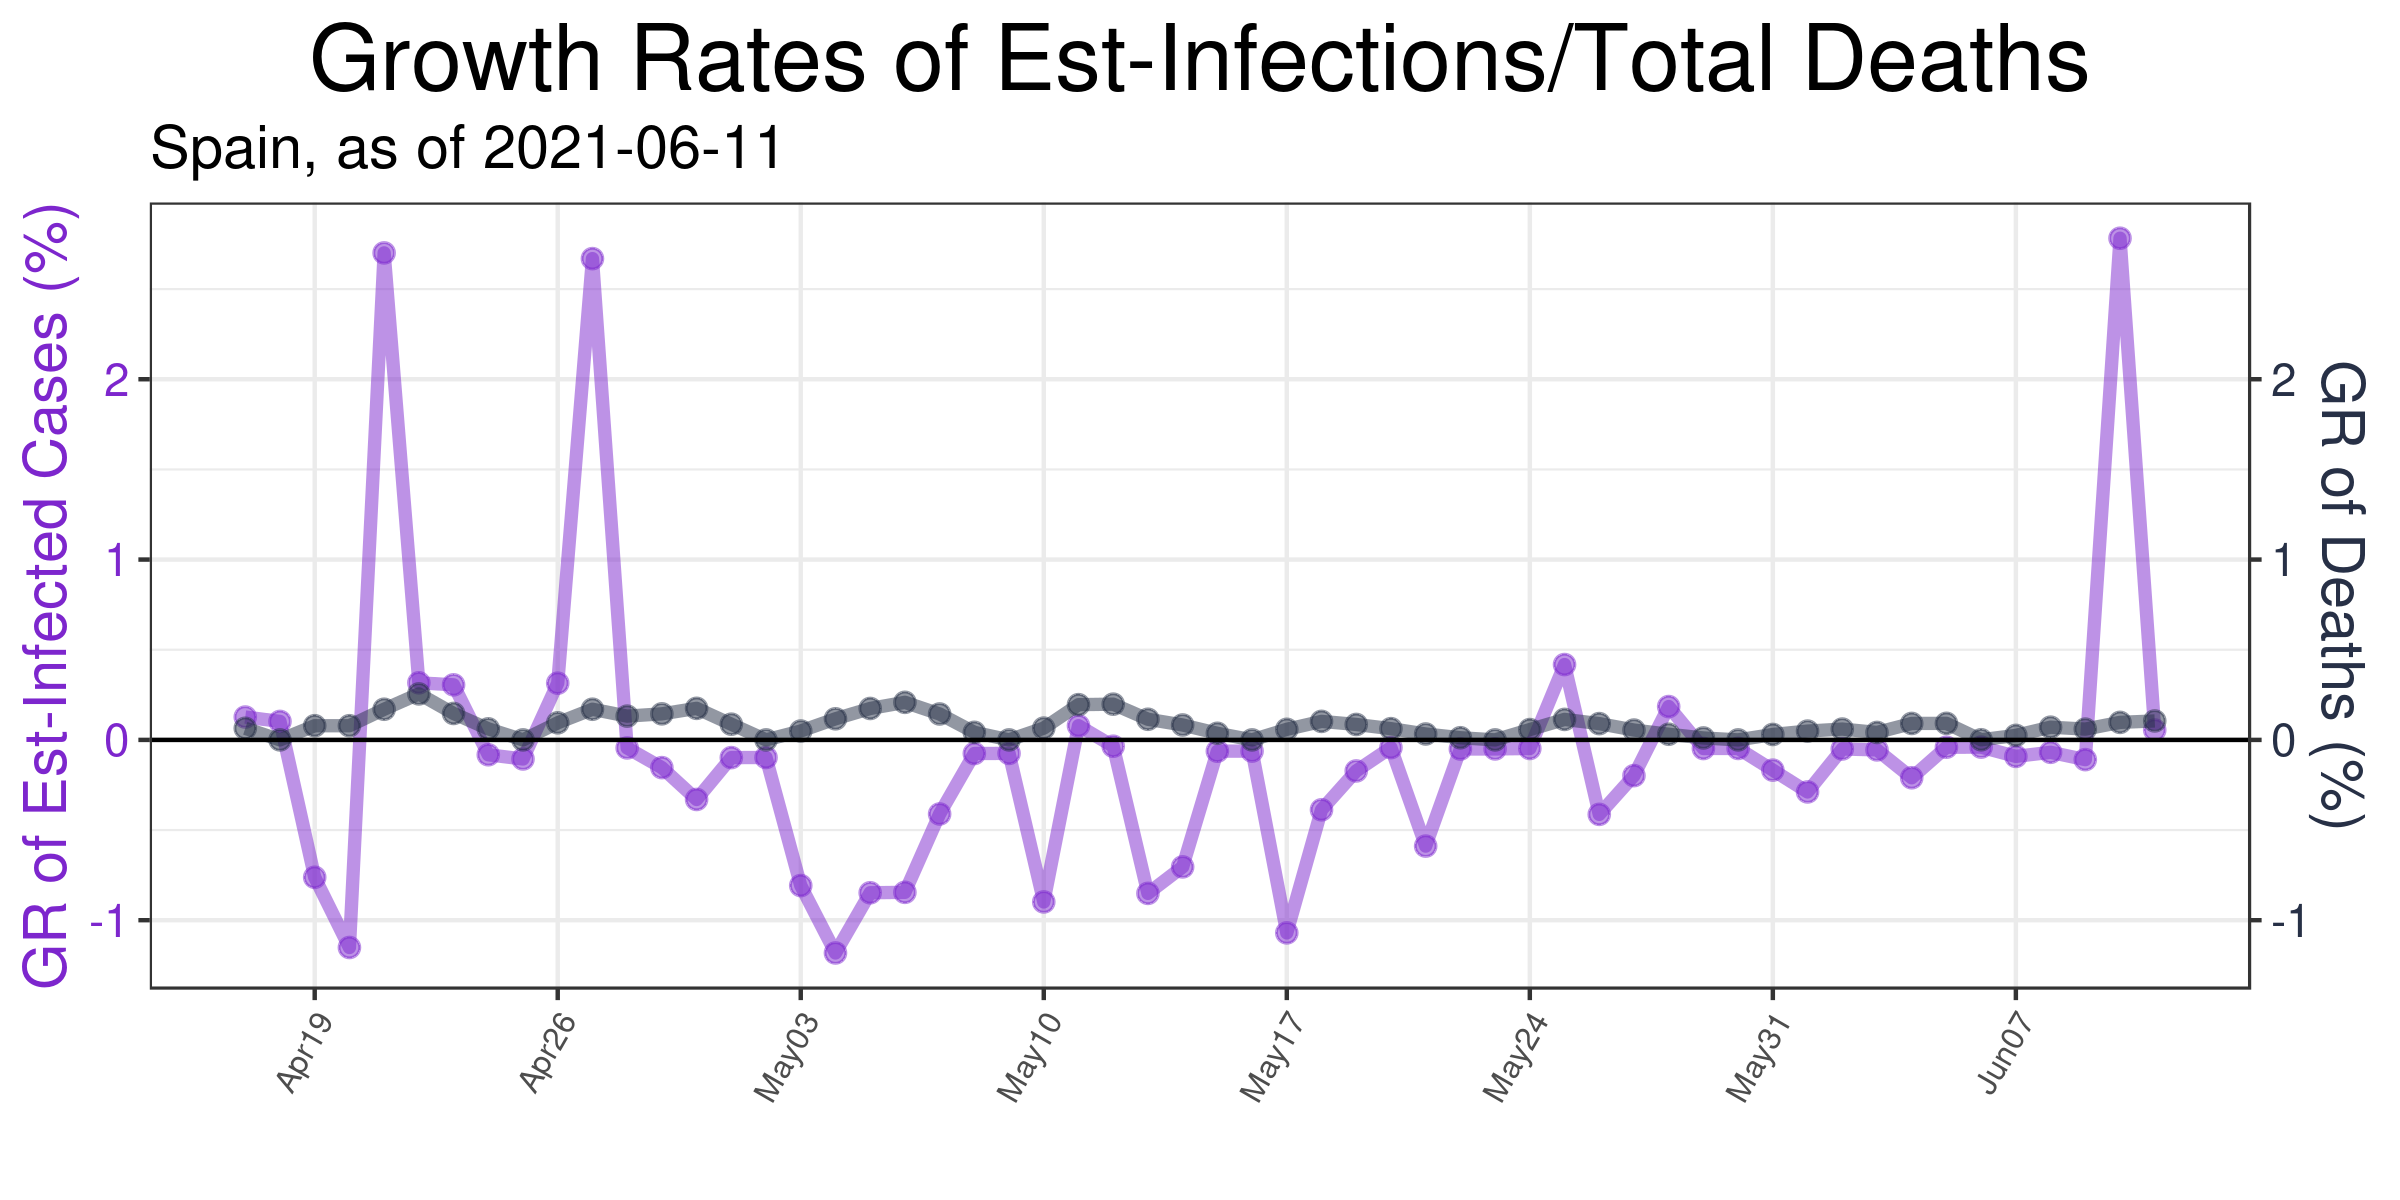 Growth Rates of Est-Infections/Total Deaths
Spain, as of 2021-06-11
GR of Est-Infected Cases (%)
2
1
0
-1
2
1
0
-1
GR of Deaths (%)
Apr19
Apr26
May03
May10
May17
May24
May31
Jun07